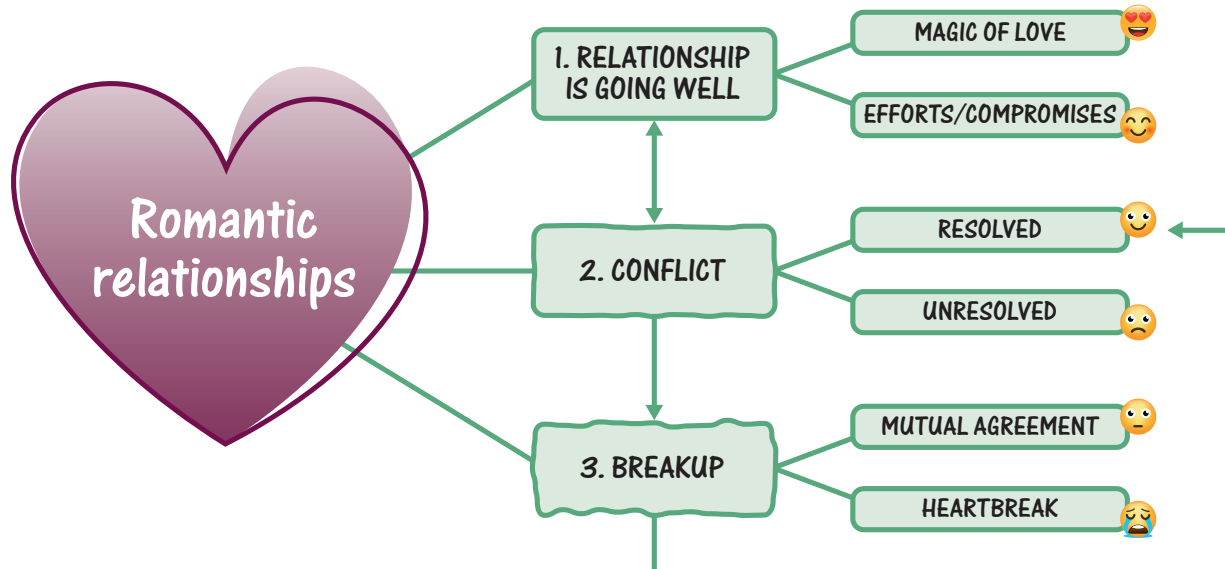 Romantic
relationships
1. RELATIONSHIP
IS GOING WELL
MAGIC OF LOVE
EFFORTS/COMPROMISES
2. CONFLICT
RESOLVED
UNRESOLVED
3. BREAKUP
MUTUAL AGREEMENT
HEARTBREAK